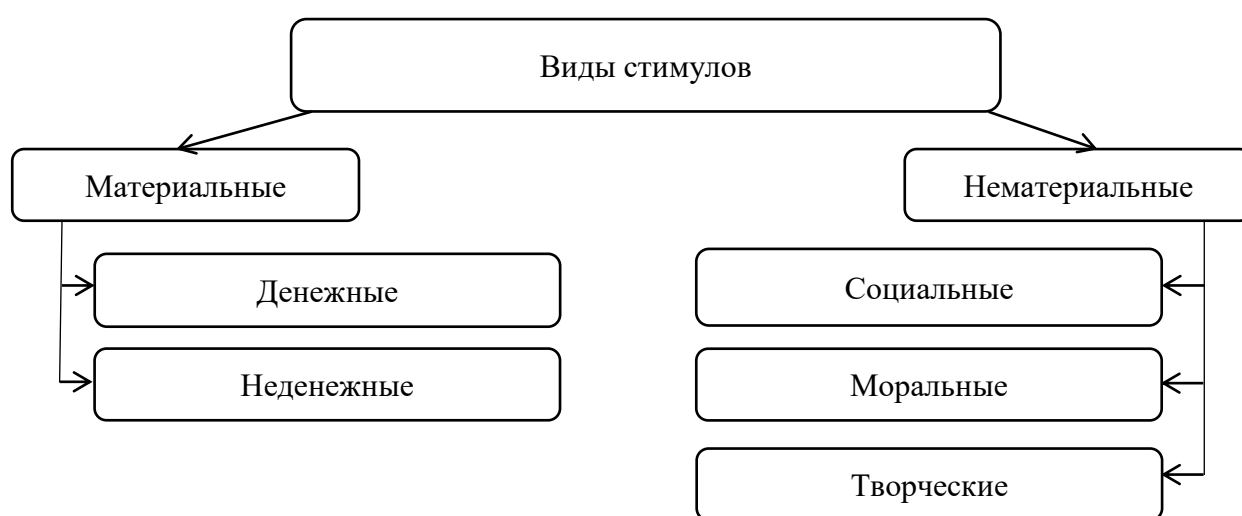 Виды стимулов
Материальные
Нематериальные
Денежные
Социальные
Неденежные
Моральные
Творческие